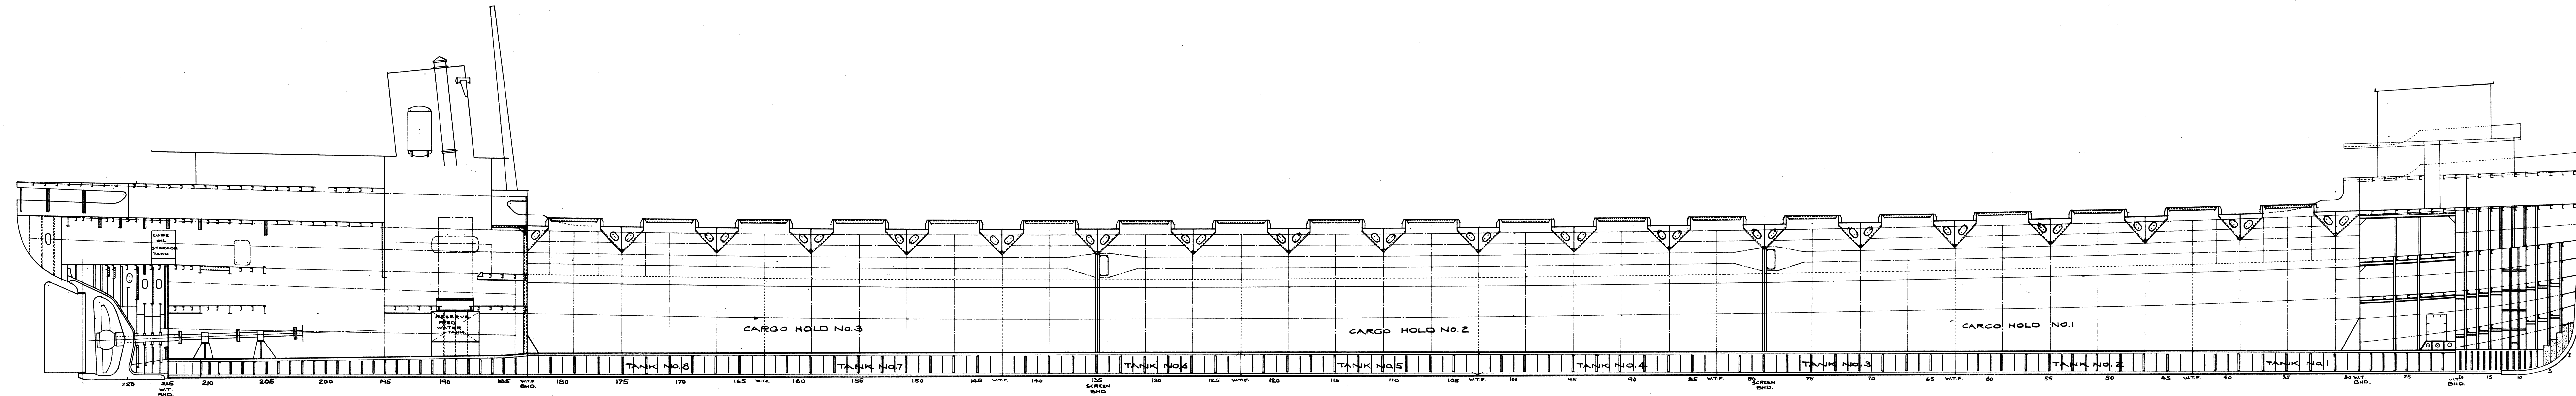 LUBE
OIL
STORAGE
TANK
RESERVE
FEED
WATER
TANK
CARGO HOLD NO.3
CARGO HOLD NO.2
CARGO HOLD NO.1
TANK NO.8
TANK NO.7
TANK NO.6
TANK NO.5
TANK NO.4
TANK NO.3
TANK NO.2
TANK NO.1
220 215 210 205 200 195 190 185 W.T.F. 180 175 170 165 W.T.F. 160 155 150 145 W.T.F. 140 135 130 125 W.T.F. 120 115 110 105 W.T.F. 100 95 90 85 W.T.F. 80 75 70 65 W.T.F. 60 55 50 45 W.T.F. 40 35 30 W.T. 25 W.T. 20 15 10 5
W.T.
BHD.
BHD.
SCREEN
BHD.
SCREEN
BHD.
BHD.
BHD.